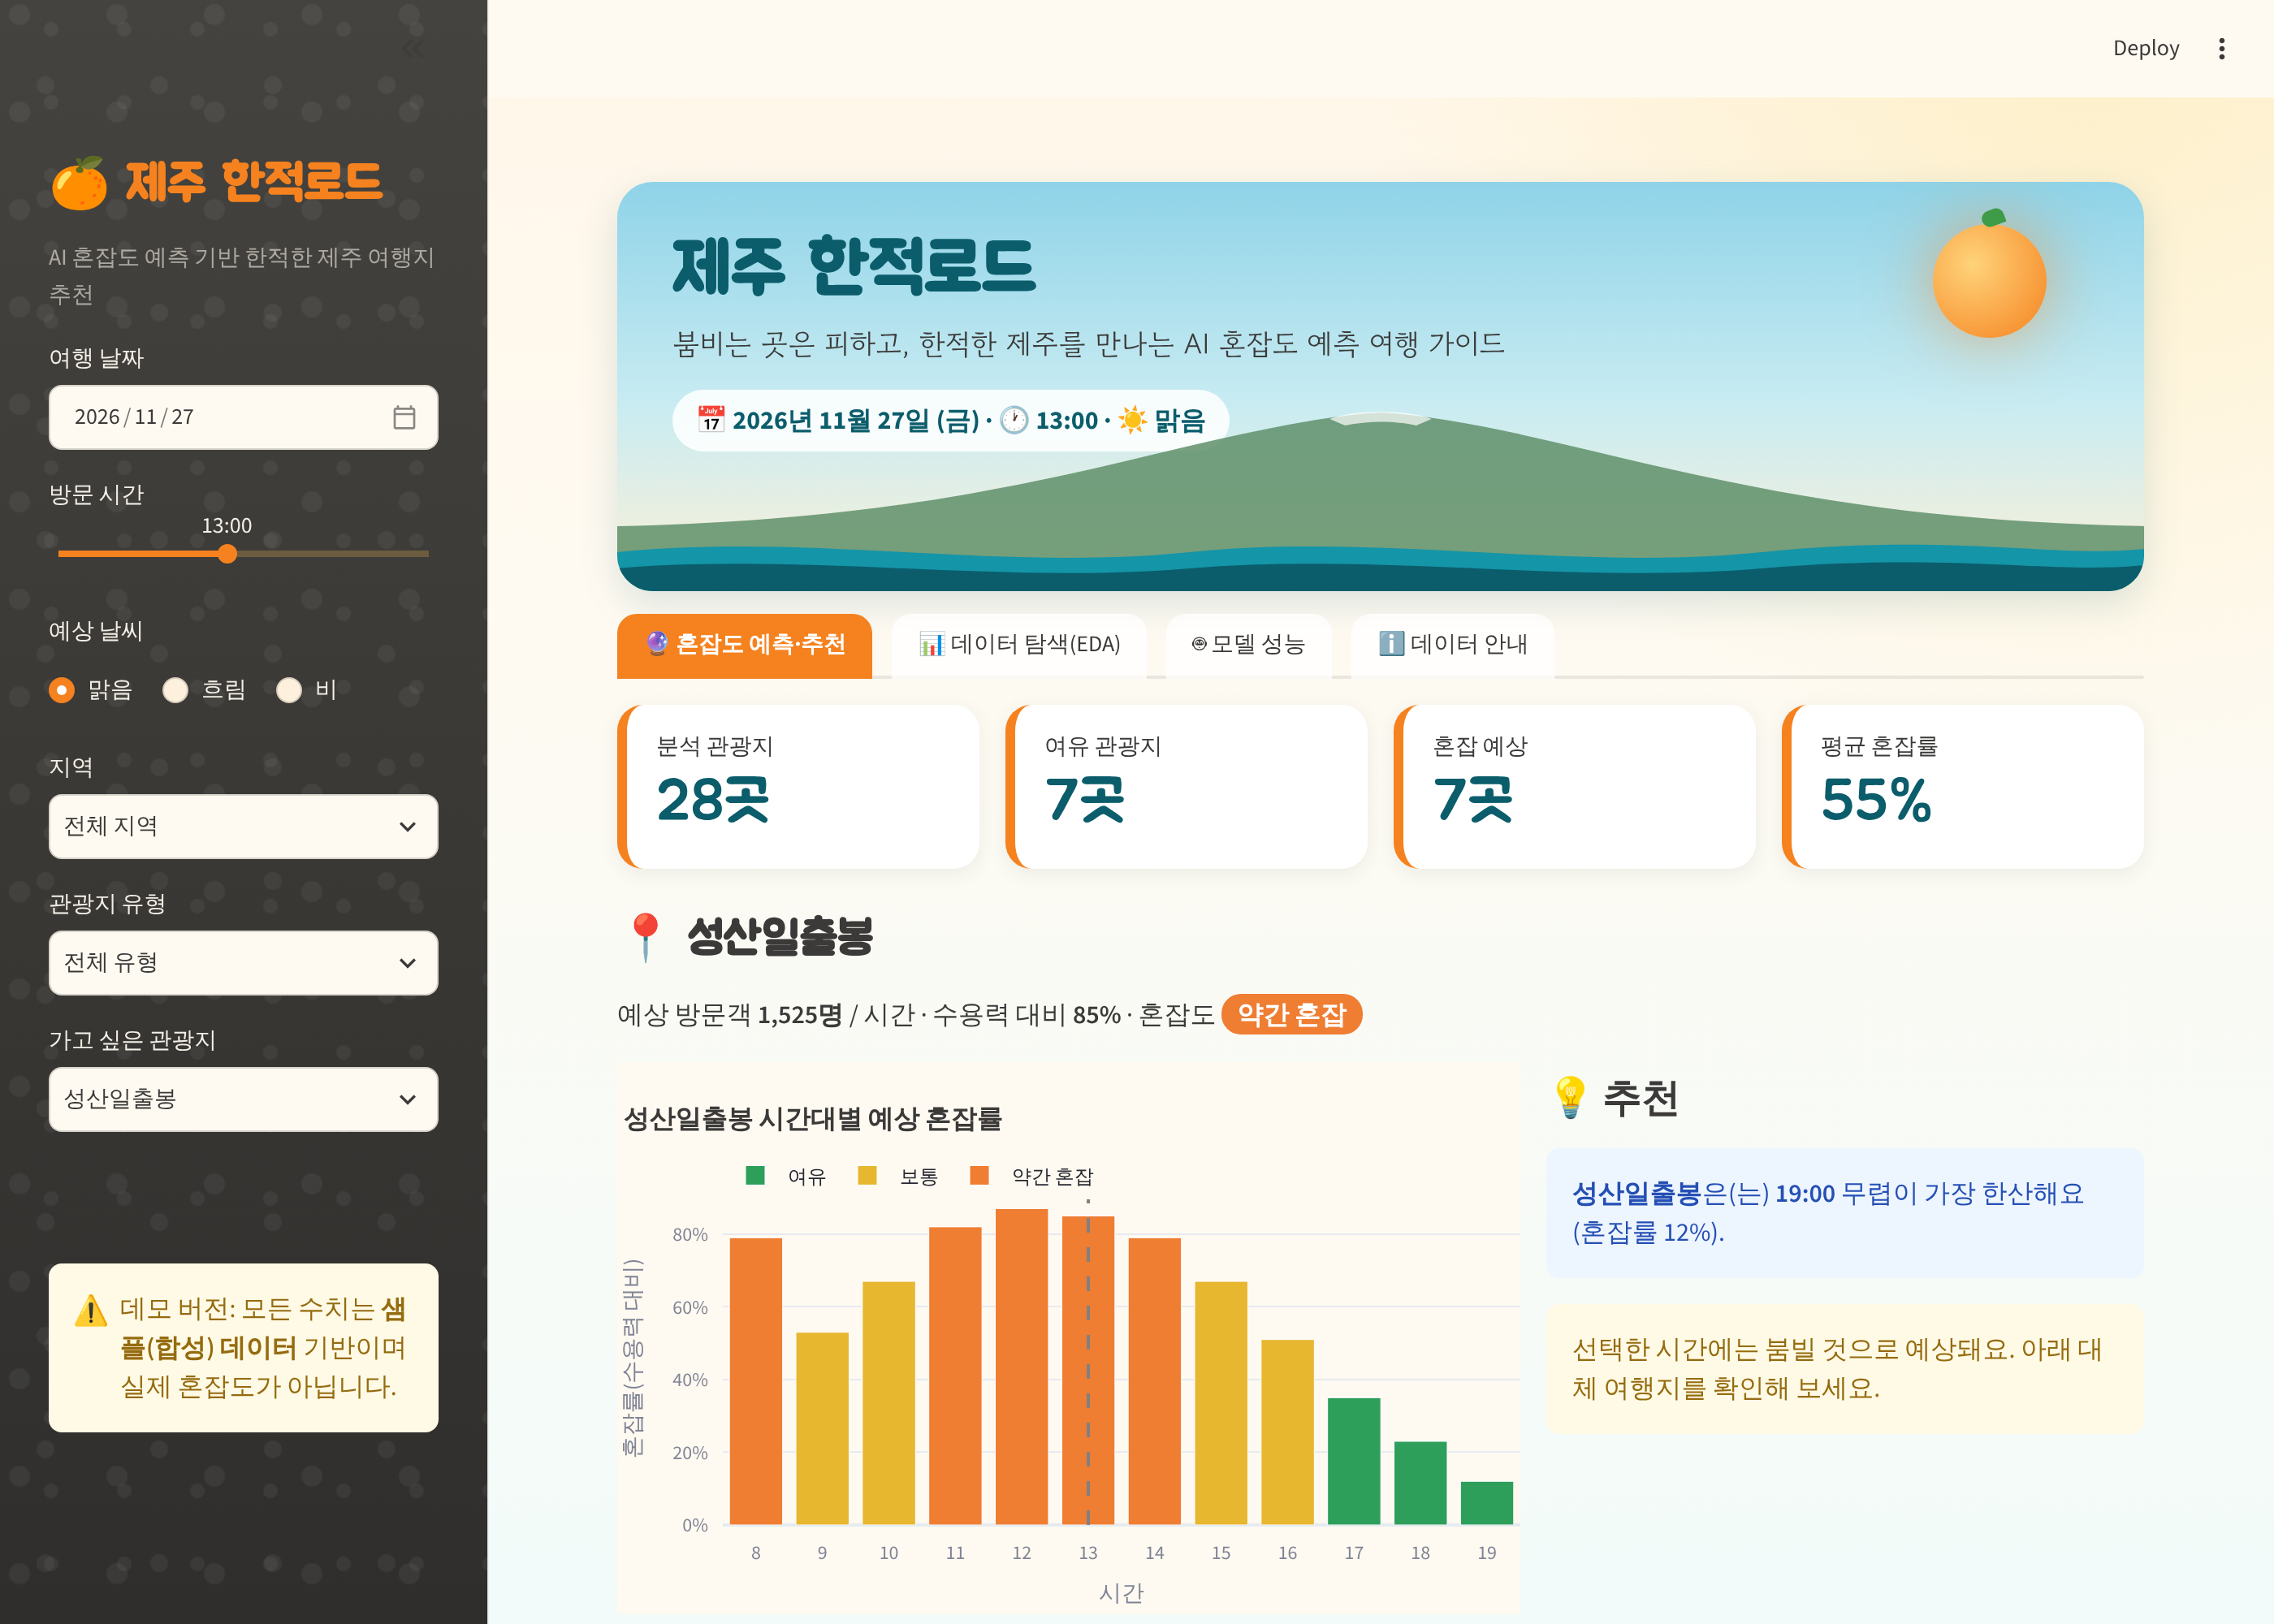 Deploy
🍊 제주 한적로드
AI 혼잡도 예측 기반 한적한 제주 여행지
추천
여행 날짜
2026/11/27
방문 시간
13:00
예상 날씨
맑음
흐림
비
지역
전체 지역
관광지 유형
전체 유형
가고 싶은 관광지
성산일출봉
⚠️ 데모 버전: 모든 수치는 샘
플(합성) 데이터 기반이며
실제 혼잡도가 아닙니다.
제주 한적로드
붐비는 곳은 피하고, 한적한 제주를 만나는 AI 혼잡도 예측 여행 가이드
📅 2026년 11월 27일 (금) · 🕐 13:00 · ☀️ 맑음
🔮 혼잡도 예측·추천
📊 데이터 탐색(EDA)
모델 성능
ℹ️ 데이터 안내
분석 관광지
28곳
여유 관광지
7곳
혼잡 예상
7곳
평균 혼잡률
55%
📍 성산일출봉
예상 방문객 1,525명 / 시간 · 수용력 대비 85% · 혼잡도 약간 혼잡
성산일출봉 시간대별 예상 혼잡률
여유
보통
약간 혼잡
혼잡률(수용력 대비)
80%
60%
40%
20%
0%
8 9 10 11 12 13 14 15 16 17 18 19
시간
💡 추천
성산일출봉은(는) 19:00 무렵이 가장 한산해요
(혼잡률 12%).
선택한 시간에는 붐빌 것으로 예상돼요. 아래 대
체 여행지를 확인해 보세요.